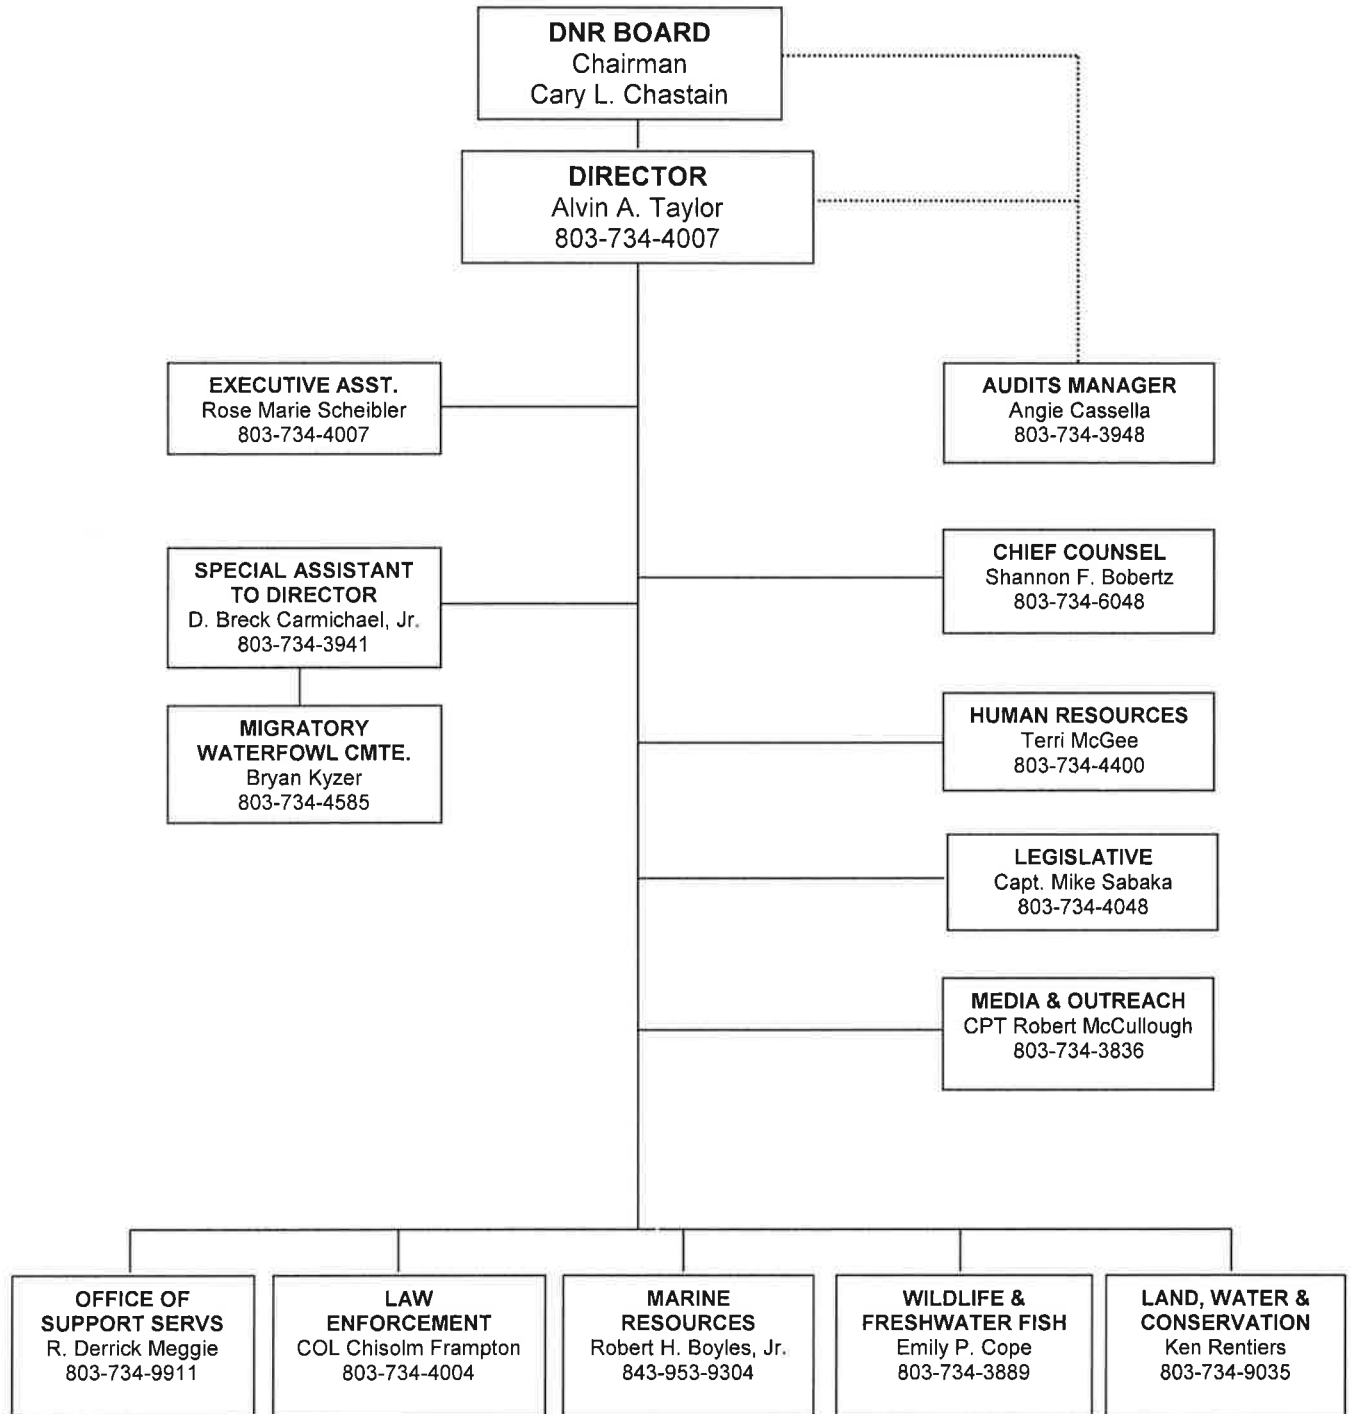 DNR BOARD
Chairman
Cary L. Chastain
DIRECTOR
Alvin A. Taylor
803-734-4007
EXECUTIVE ASST.
Rose Marie Scheibler
803-734-4007
AUDITS MANAGER
Angie Cassella
803-734-3948
SPECIAL ASSISTANT
TO DIRECTOR
D. Breck Carmichael, Jr.
803-734-3941
CHIEF COUNSEL
Shannon F. Bobertz
803-734-6048
MIGRATORY
WATERFOWL CMTE.
Bryan Kyzer
803-734-4585
HUMAN RESOURCES
Terri McGee
803-734-4400
LEGISLATIVE
Capt. Mike Sabaka
803-734-4048
MEDIA & OUTREACH
CPT Robert McCullough
803-734-3836
OFFICE OF
SUPPORT SERVS
R. Derrick Meggie
803-734-9911
LAW
ENFORCEMENT
COL Chisolm Frampton
803-734-4004
MARINE
RESOURCES
Robert H. Boyles, Jr.
843-953-9304
WILDLIFE &
FRESHWATER FISH
Emily P. Cope
803-734-3889
LAND, WATER &
CONSERVATION
Ken Rentiers
803-734-9035